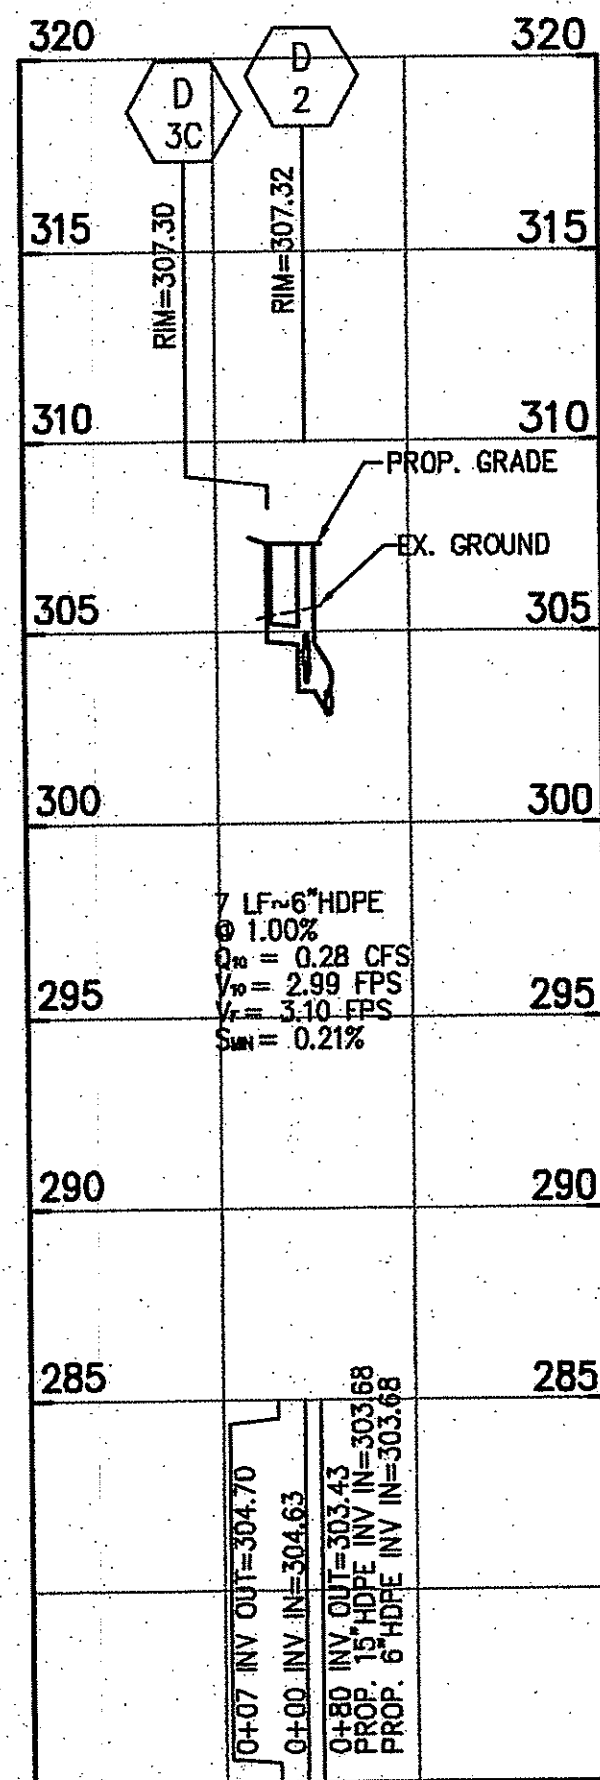 320
320
D
3C
D
2
RIM=307.30
RIM=307.32
315
315
310
310
PROP. GRADE
EX. GROUND
305
305
300
300
7 LF~6"HDPE
@ 1.00%
Q10 = 0.28 CFS
V10 = 2.99 FPS
VF = 3.10 FPS
SMIN = 0.21%
295
295
290
290
285
285
0+07 INV OUT=304.70
0+00 INV IN=304.63
0+80 INV OUT=303.43
PROP. 15"HDPE INV IN=303.68
PROP. 6"HDPE INV IN=303.68